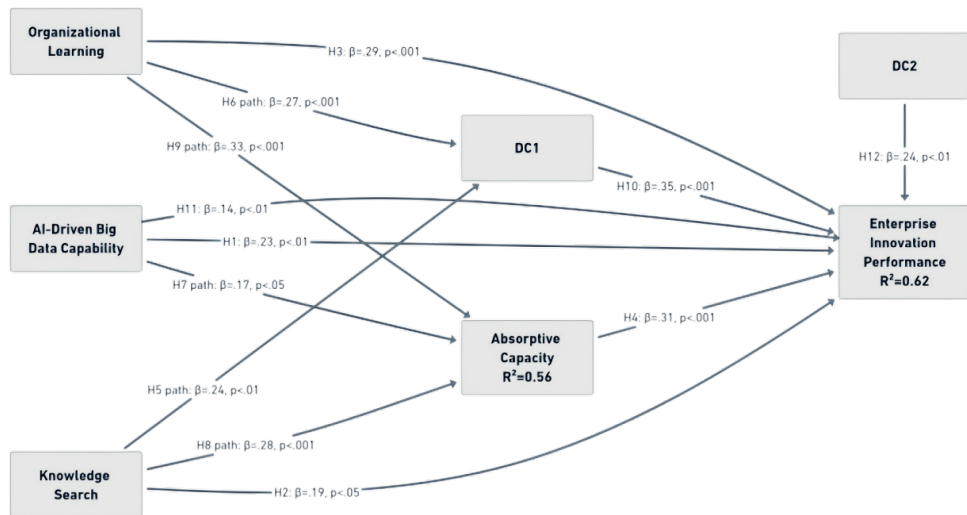 Organizational
Learning
H3: β=.29, p<.001
DC2
H6 path: β=.27, p<.001
H9 path: β=.33, p<.001
DC1
H12: β=.24, p<.01
H10: β=.35, p<.001
AI-Driven Big
Data Capability
H11: β=.14, p<.01
H1: β=.23, p<.01
Enterprise
Innovation
Performance
R²=0.62
H7 path: β=.17, p<.05
H4: β=.31, p<.001
Absorptive
Capacity
R²=0.56
H5 path: β=.24, p<.01
H8 path: β=.28, p<.001
Knowledge
Search
H2: β=.19, p<.05